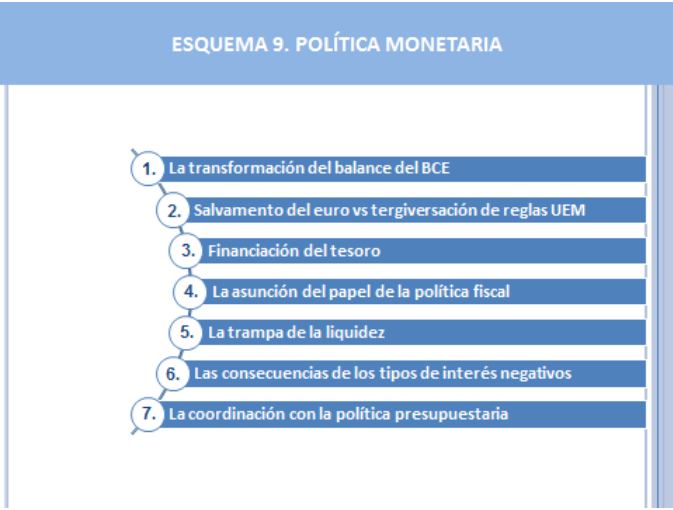 ESQUEMA 9. POLÍTICA MONETARIA
1. La transformación del balance del BCE
2. Salvamento del euro vs tergiversación de reglas UEM
3. Financiación del tesoro
4. La asunción del papel de la política fiscal
5. La trampa de la liquidez
6. Las consecuencias de los tipos de interés negativos
7. La coordinación con la política presupuestaria